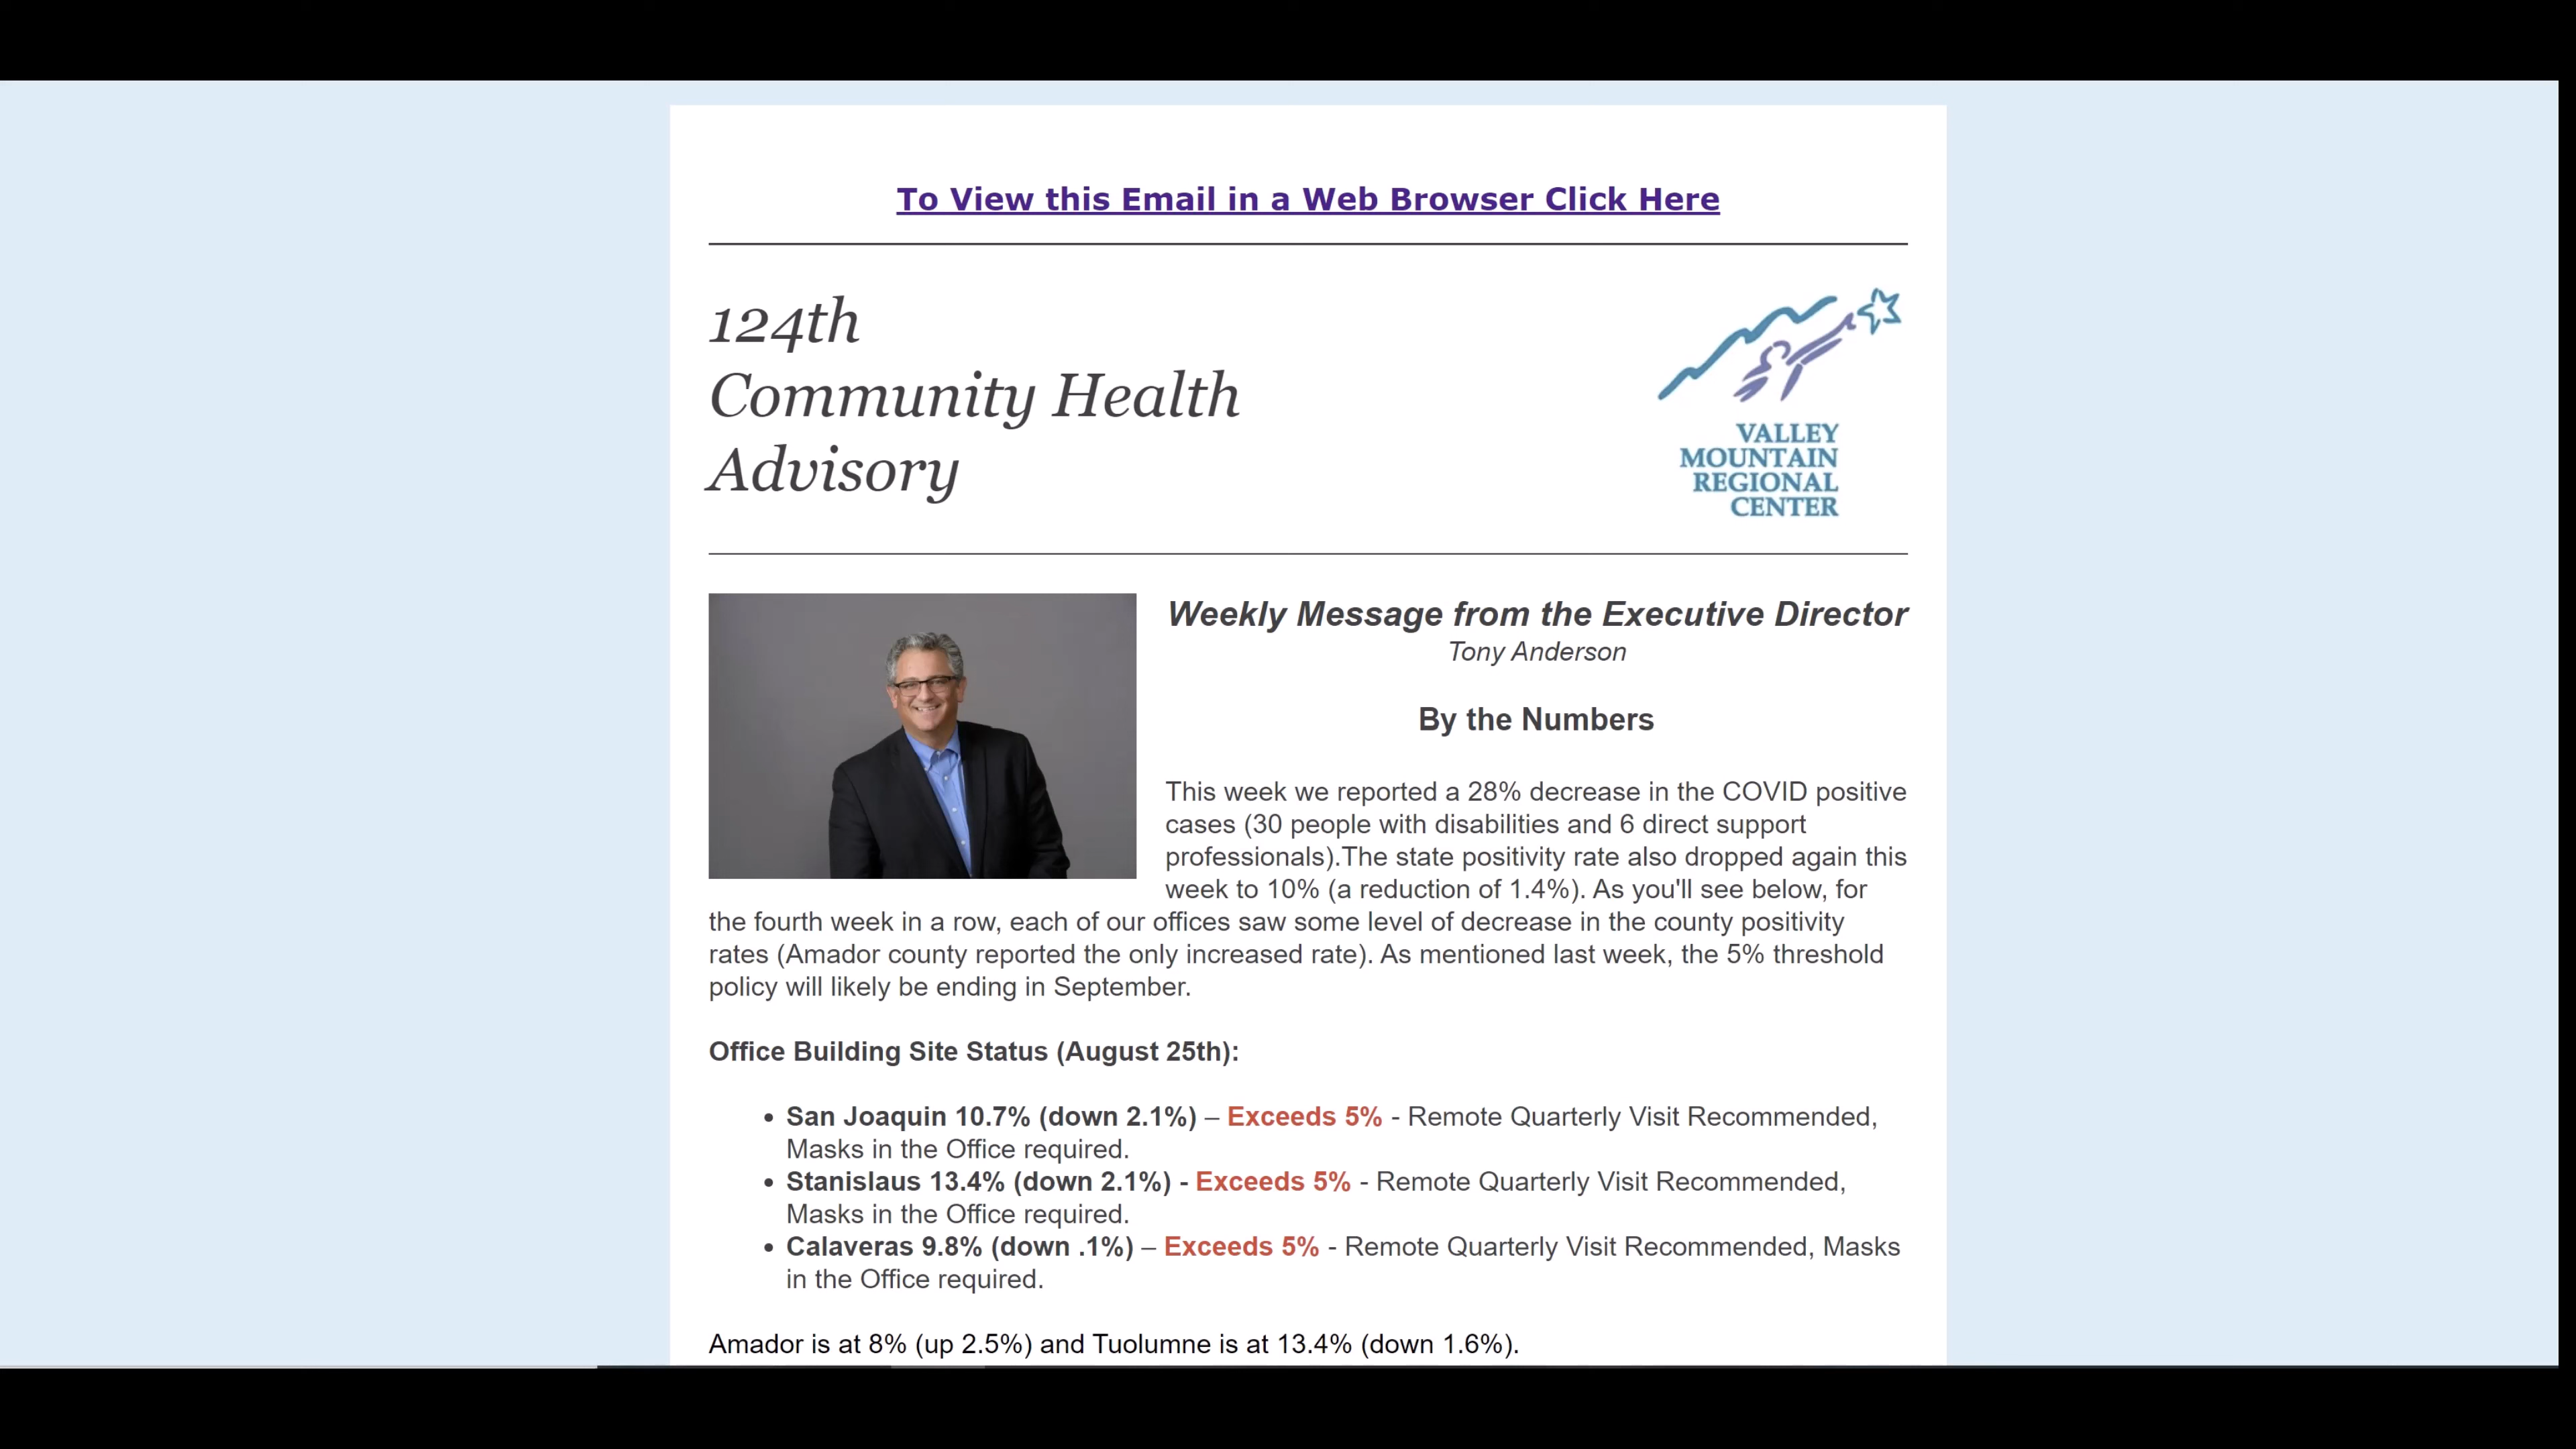 To View this Email in a Web Browser Click Here
124th
Community Health
Advisory
VALLEY
MOUNTAIN
REGIONAL
CENTER
Weekly Message from the Executive Director
Tony Anderson
By the Numbers
This week we reported a 28% decrease in the COVID positive
cases (30 people with disabilities and 6 direct support
professionals).The state positivity rate also dropped again this
week to 10% (a reduction of 1.4%). As you'll see below, for
the fourth week in a row, each of our offices saw some level of decrease in the county positivity
rates (Amador county reported the only increased rate). As mentioned last week, the 5% threshold
policy will likely be ending in September.
Office Building Site Status (August 25th):
• San Joaquin 10.7% (down 2.1%) – Exceeds 5% - Remote Quarterly Visit Recommended,
Masks in the Office required.
• Stanislaus 13.4% (down 2.1%) - Exceeds 5% - Remote Quarterly Visit Recommended,
Masks in the Office required.
• Calaveras 9.8% (down .1%) – Exceeds 5% - Remote Quarterly Visit Recommended, Masks
in the Office required.
Amador is at 8% (up 2.5%) and Tuolumne is at 13.4% (down 1.6%).